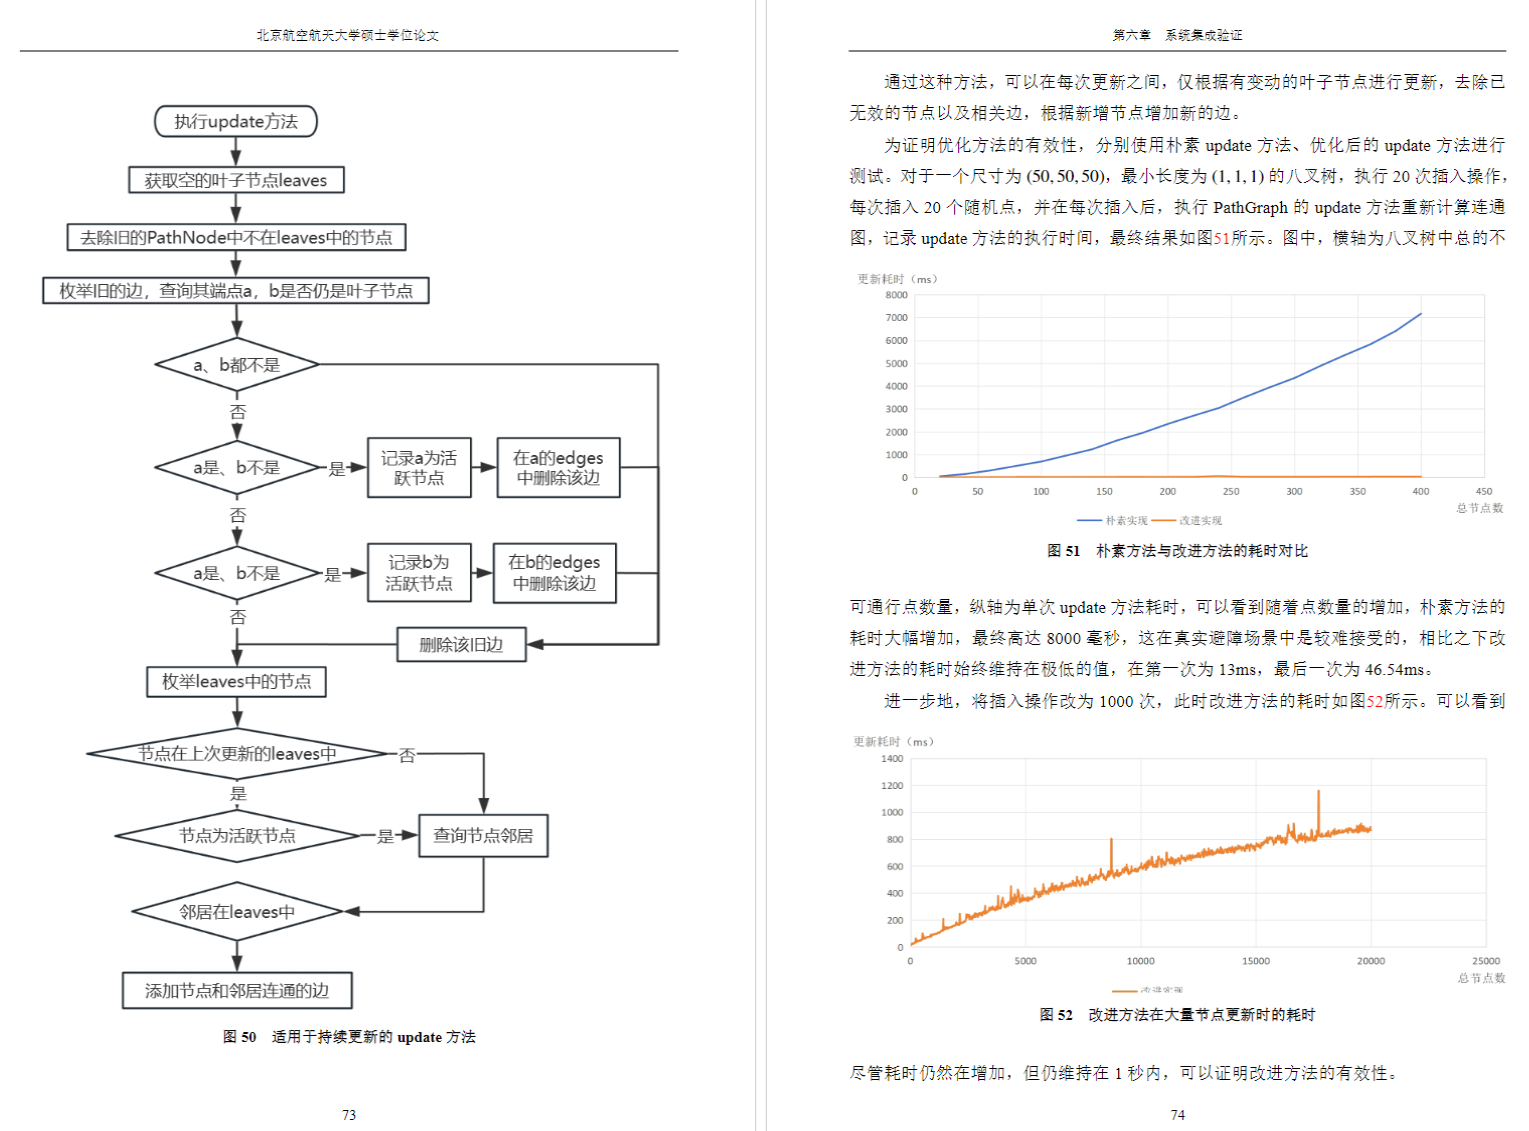 北京航空航天大学硕士学位论文
执行update方法
获取空的叶子节点leaves
去除旧的PathNode中不在leaves中的节点
枚举旧的边，查询其端点a，b是否仍是叶子节点
a、b都不是
否
a是、b不是
是
记录a为活
跃节点
在a的edges
中删除该边
否
a是、b不是
是
记录b为
活跃节点
在b的edges
中删除该边
否
删除该旧边
枚举leaves中的节点
节点在上次更新的leaves中
否
是
节点为活跃节点
是
查询节点邻居
邻居在leaves中
添加节点和邻居连通的边
图 50 适用于持续更新的 update 方法
73
第六章 系统集成验证
通过这种方法，可以在每次更新之间，仅根据有变动的叶子节点进行更新，去除已
无效的节点以及相关边，根据新增节点增加新的边。
为证明优化方法的有效性，分别使用朴素 update 方法、优化后的 update 方法进行
测试。对于一个尺寸为 (50, 50, 50)，最小长度为 (1, 1, 1) 的八叉树，执行 20 次插入操作，
每次插入 20 个随机点，并在每次插入后，执行 PathGraph 的 update 方法重新计算连通
图，记录 update 方法的执行时间，最终结果如图51所示。图中，横轴为八叉树中总的不
更新耗时（ms）
8000
7000
6000
5000
4000
3000
2000
1000
0
0 50 100 150 200 250 300 350 400 450
总节点数
朴素实现 改进实现
图 51 朴素方法与改进方法的耗时对比
可通行点数量，纵轴为单次 update 方法耗时，可以看到随着点数量的增加，朴素方法的
耗时大幅增加，最终高达 8000 毫秒，这在真实避障场景中是较难接受的，相比之下改
进方法的耗时始终维持在极低的值，在第一次为 13ms，最后一次为 46.54ms。
进一步地，将插入操作改为 1000 次，此时改进方法的耗时如图52所示。可以看到
更新耗时（ms）
1400
1200
1000
800
600
400
200
0
0 5000 10000 15000 20000 25000
总节点数
改进实现
图 52 改进方法在大量节点更新时的耗时
尽管耗时仍然在增加，但仍维持在 1 秒内，可以证明改进方法的有效性。
74